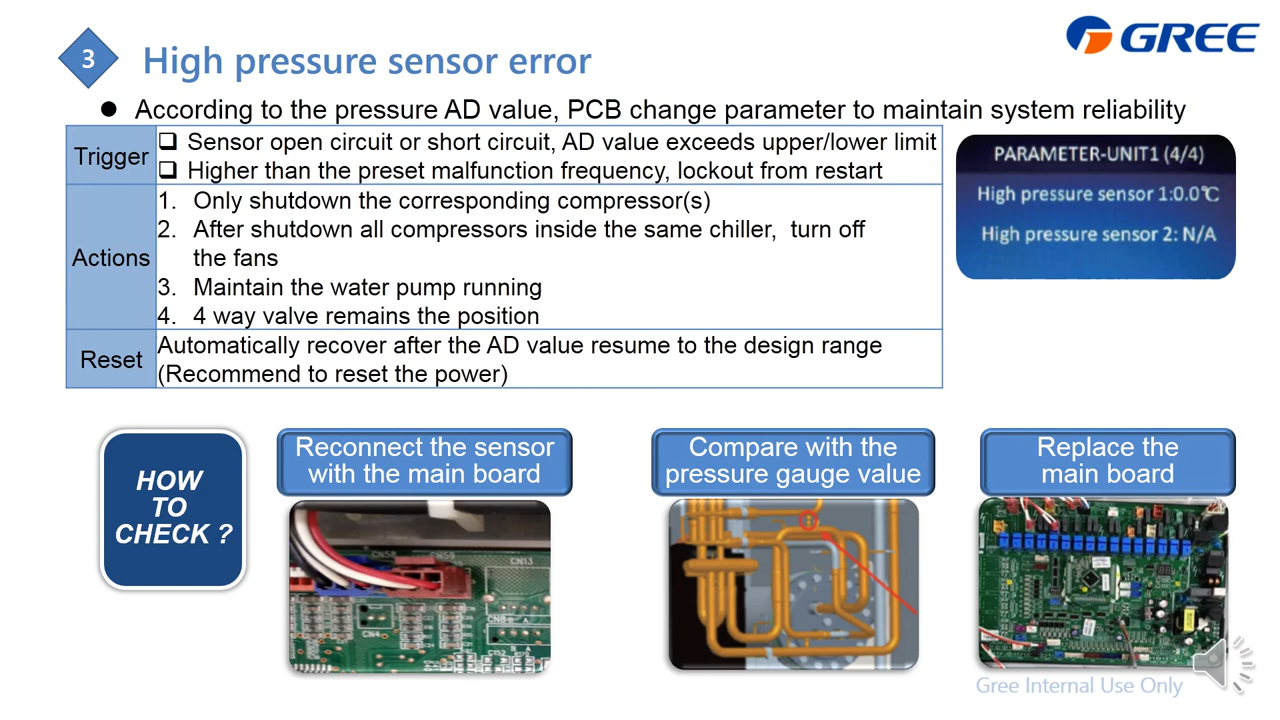 3
High pressure sensor error
GREE
● According to the pressure AD value, PCB change parameter to maintain system reliability
Trigger
❑ Sensor open circuit or short circuit, AD value exceeds upper/lower limit
❑ Higher than the preset malfunction frequency, lockout from restart
Actions
1. Only shutdown the corresponding compressor(s)
2. After shutdown all compressors inside the same chiller, turn off
the fans
3. Maintain the water pump running
4. 4 way valve remains the position
Reset
Automatically recover after the AD value resume to the design range
(Recommend to reset the power)
PARAMETER-UNIT1 (4/4)
High pressure sensor 1:0.0℃
High pressure sensor 2: N/A
HOW
TO
CHECK ?
Reconnect the sensor
with the main board
Compare with the
pressure gauge value
Replace the
main board
CN59
CN13
CN4
Gree Internal Use Only